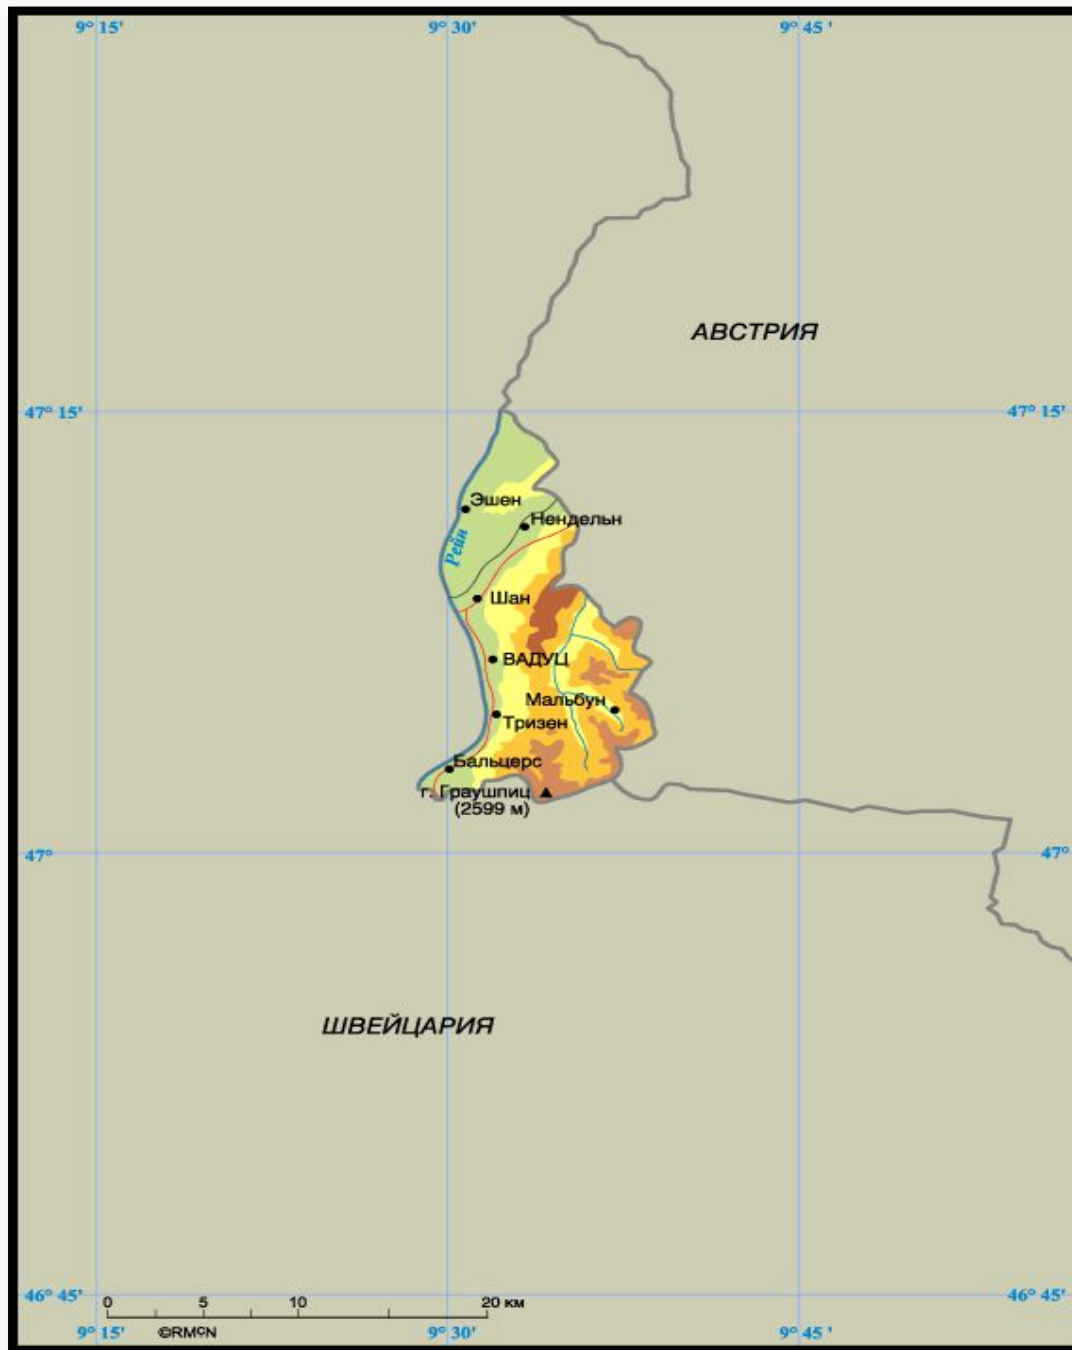 9° 15'
9° 30'
9° 45 '
АВСТРИЯ
47° 15'
47° 15'
Эшен
Нендельн
Рейн
Шан
ВАДУЦ
Мальбун
Тризен
Бальцерс
г. Граушпиц
(2599 м)
47°
47°
ШВЕЙЦАРИЯ
46° 45'
46° 45'
0 5 10 20 км
9° 15'
©RMCN
9° 30'
9° 45 '